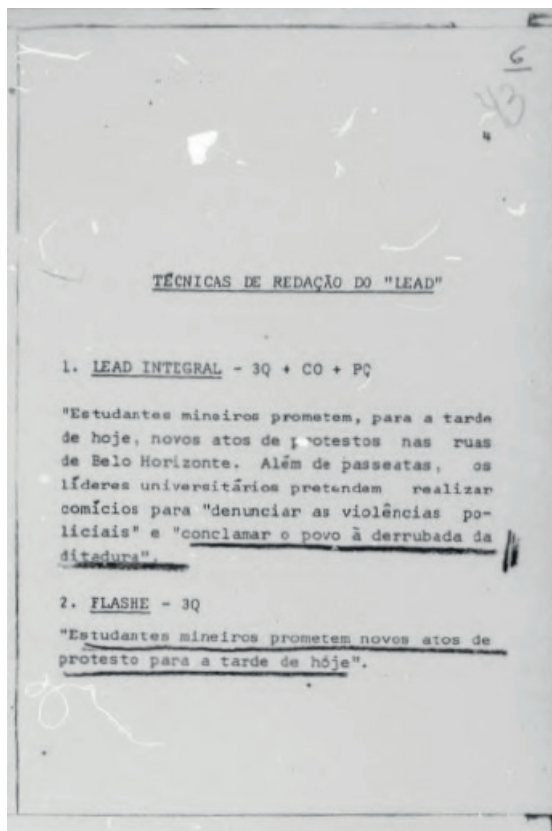 6
43
TÉCNICAS DE REDAÇÃO DO "LEAD"
1. LEAD INTEGRAL - 3Q + CO + PQ
"Estudantes mineiros prometem, para a tarde
de hoje, novos atos de protestos nas ruas
de Belo Horizonte. Além de passeatas, os
líderes universitários pretendem realizar
comícios para "denunciar as violências po-
liciais" e "conclamar o povo à derrubada da
ditadura".
2. FLASHE - 3Q
"Estudantes mineiros prometem novos atos de
protesto para a tarde de hóje".